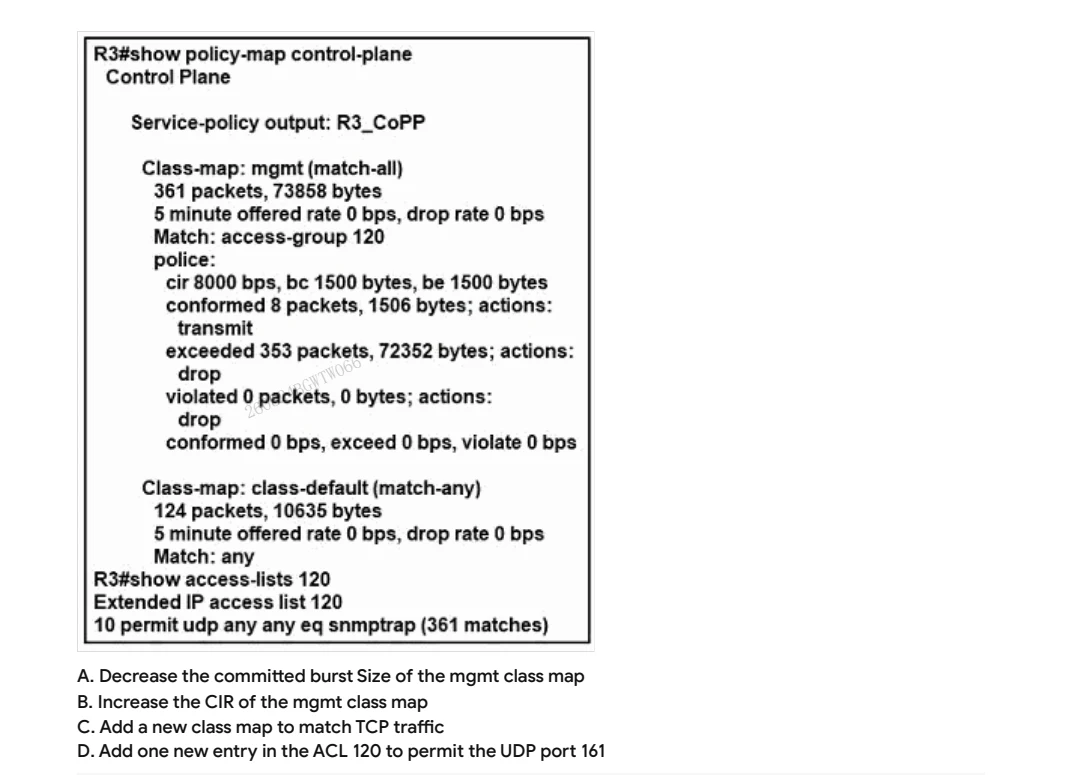 R3#show policy-map control-plane
Control Plane
Service-policy output: R3_CoPP
Class-map: mgmt (match-all)
361 packets, 73858 bytes
5 minute offered rate 0 bps, drop rate 0 bps
Match: access-group 120
police:
cir 8000 bps, bc 1500 bytes, be 1500 bytes
conformed 8 packets, 1506 bytes; actions:
transmit
exceeded 353 packets, 72352 bytes; actions:
drop
violated 0 packets, 0 bytes; actions:
drop
conformed 0 bps, exceed 0 bps, violate 0 bps
Class-map: class-default (match-any)
124 packets, 10635 bytes
5 minute offered rate 0 bps, drop rate 0 bps
Match: any
R3#show access-lists 120
Extended IP access list 120
10 permit udp any any eq snmptrap (361 matches)
A. Decrease the committed burst Size of the mgmt class map
B. Increase the CIR of the mgmt class map
C. Add a new class map to match TCP traffic
D. Add one new entry in the ACL 120 to permit the UDP port 161